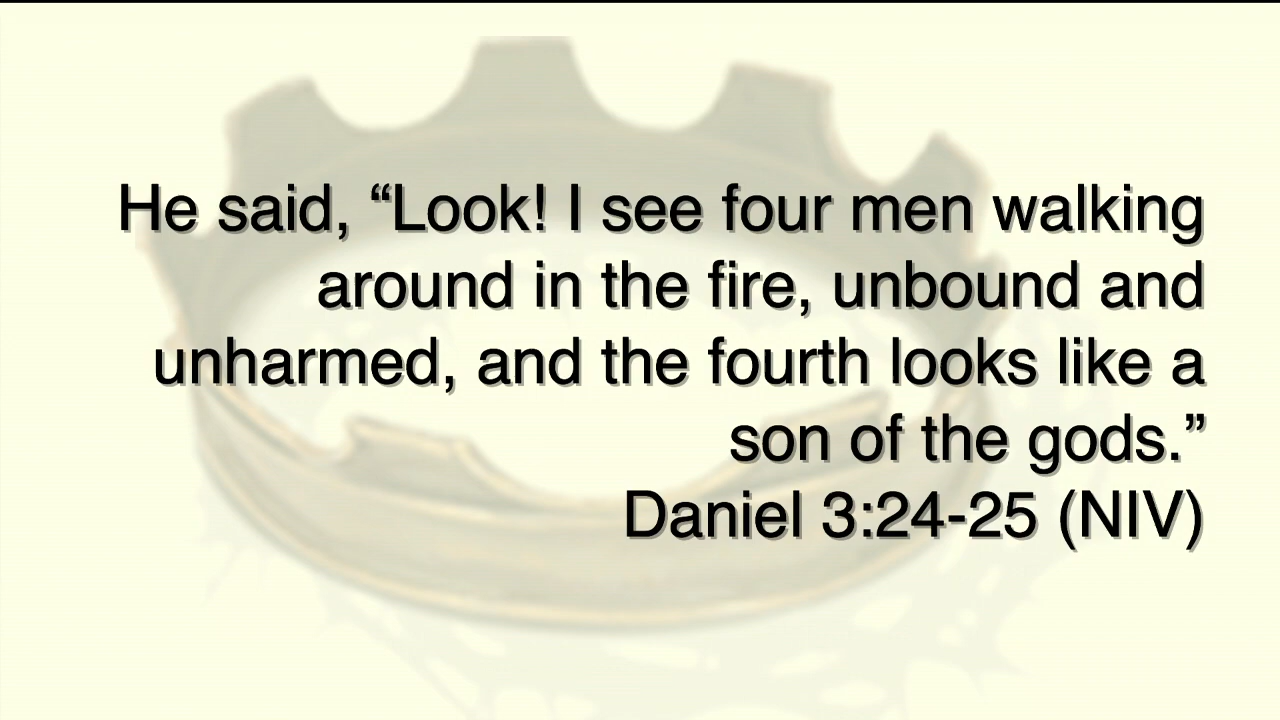 He said, “Look! I see four men walking
around in the fire, unbound and
unharmed, and the fourth looks like a
son of the gods.”
Daniel 3:24-25 (NIV)